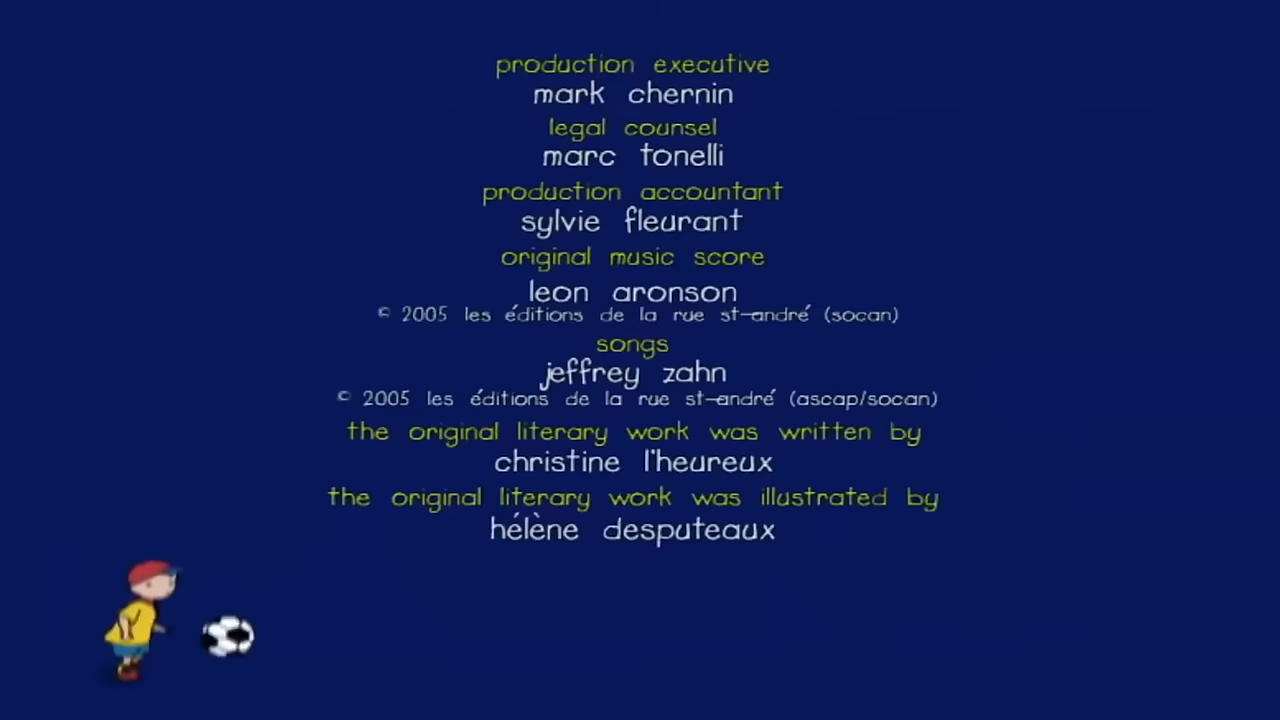 production executive
mark chernin
legal counsel
marc tonelli
production accountant
sylvie fleurant
original music score
leon aronson
© 2005 les éditions de la rue st-andré (socan)
songs
jeffrey zahn
© 2005 les éditions de la rue st-andré (ascap/socan)
the original literary work was written by
christine l'heureux
the original literary work was illustrated by
hélène desputeaux